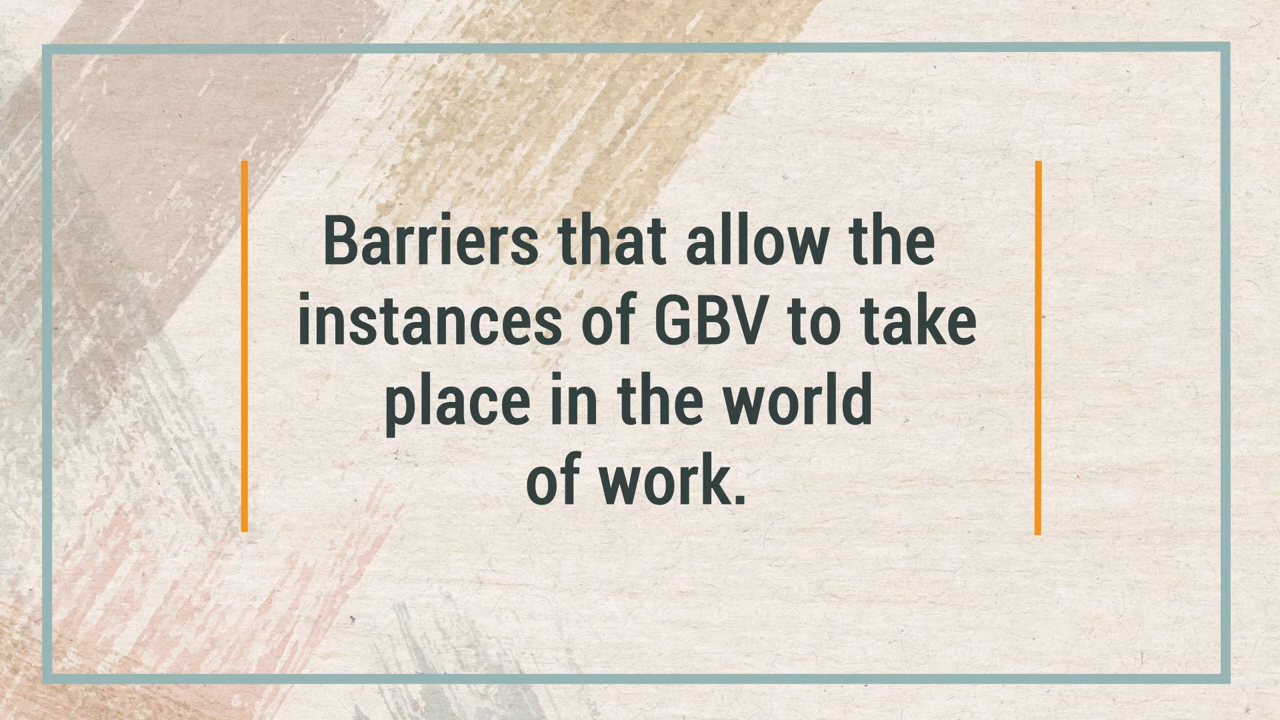 Barriers that allow the
instances of GBV to take
place in the world
of work.